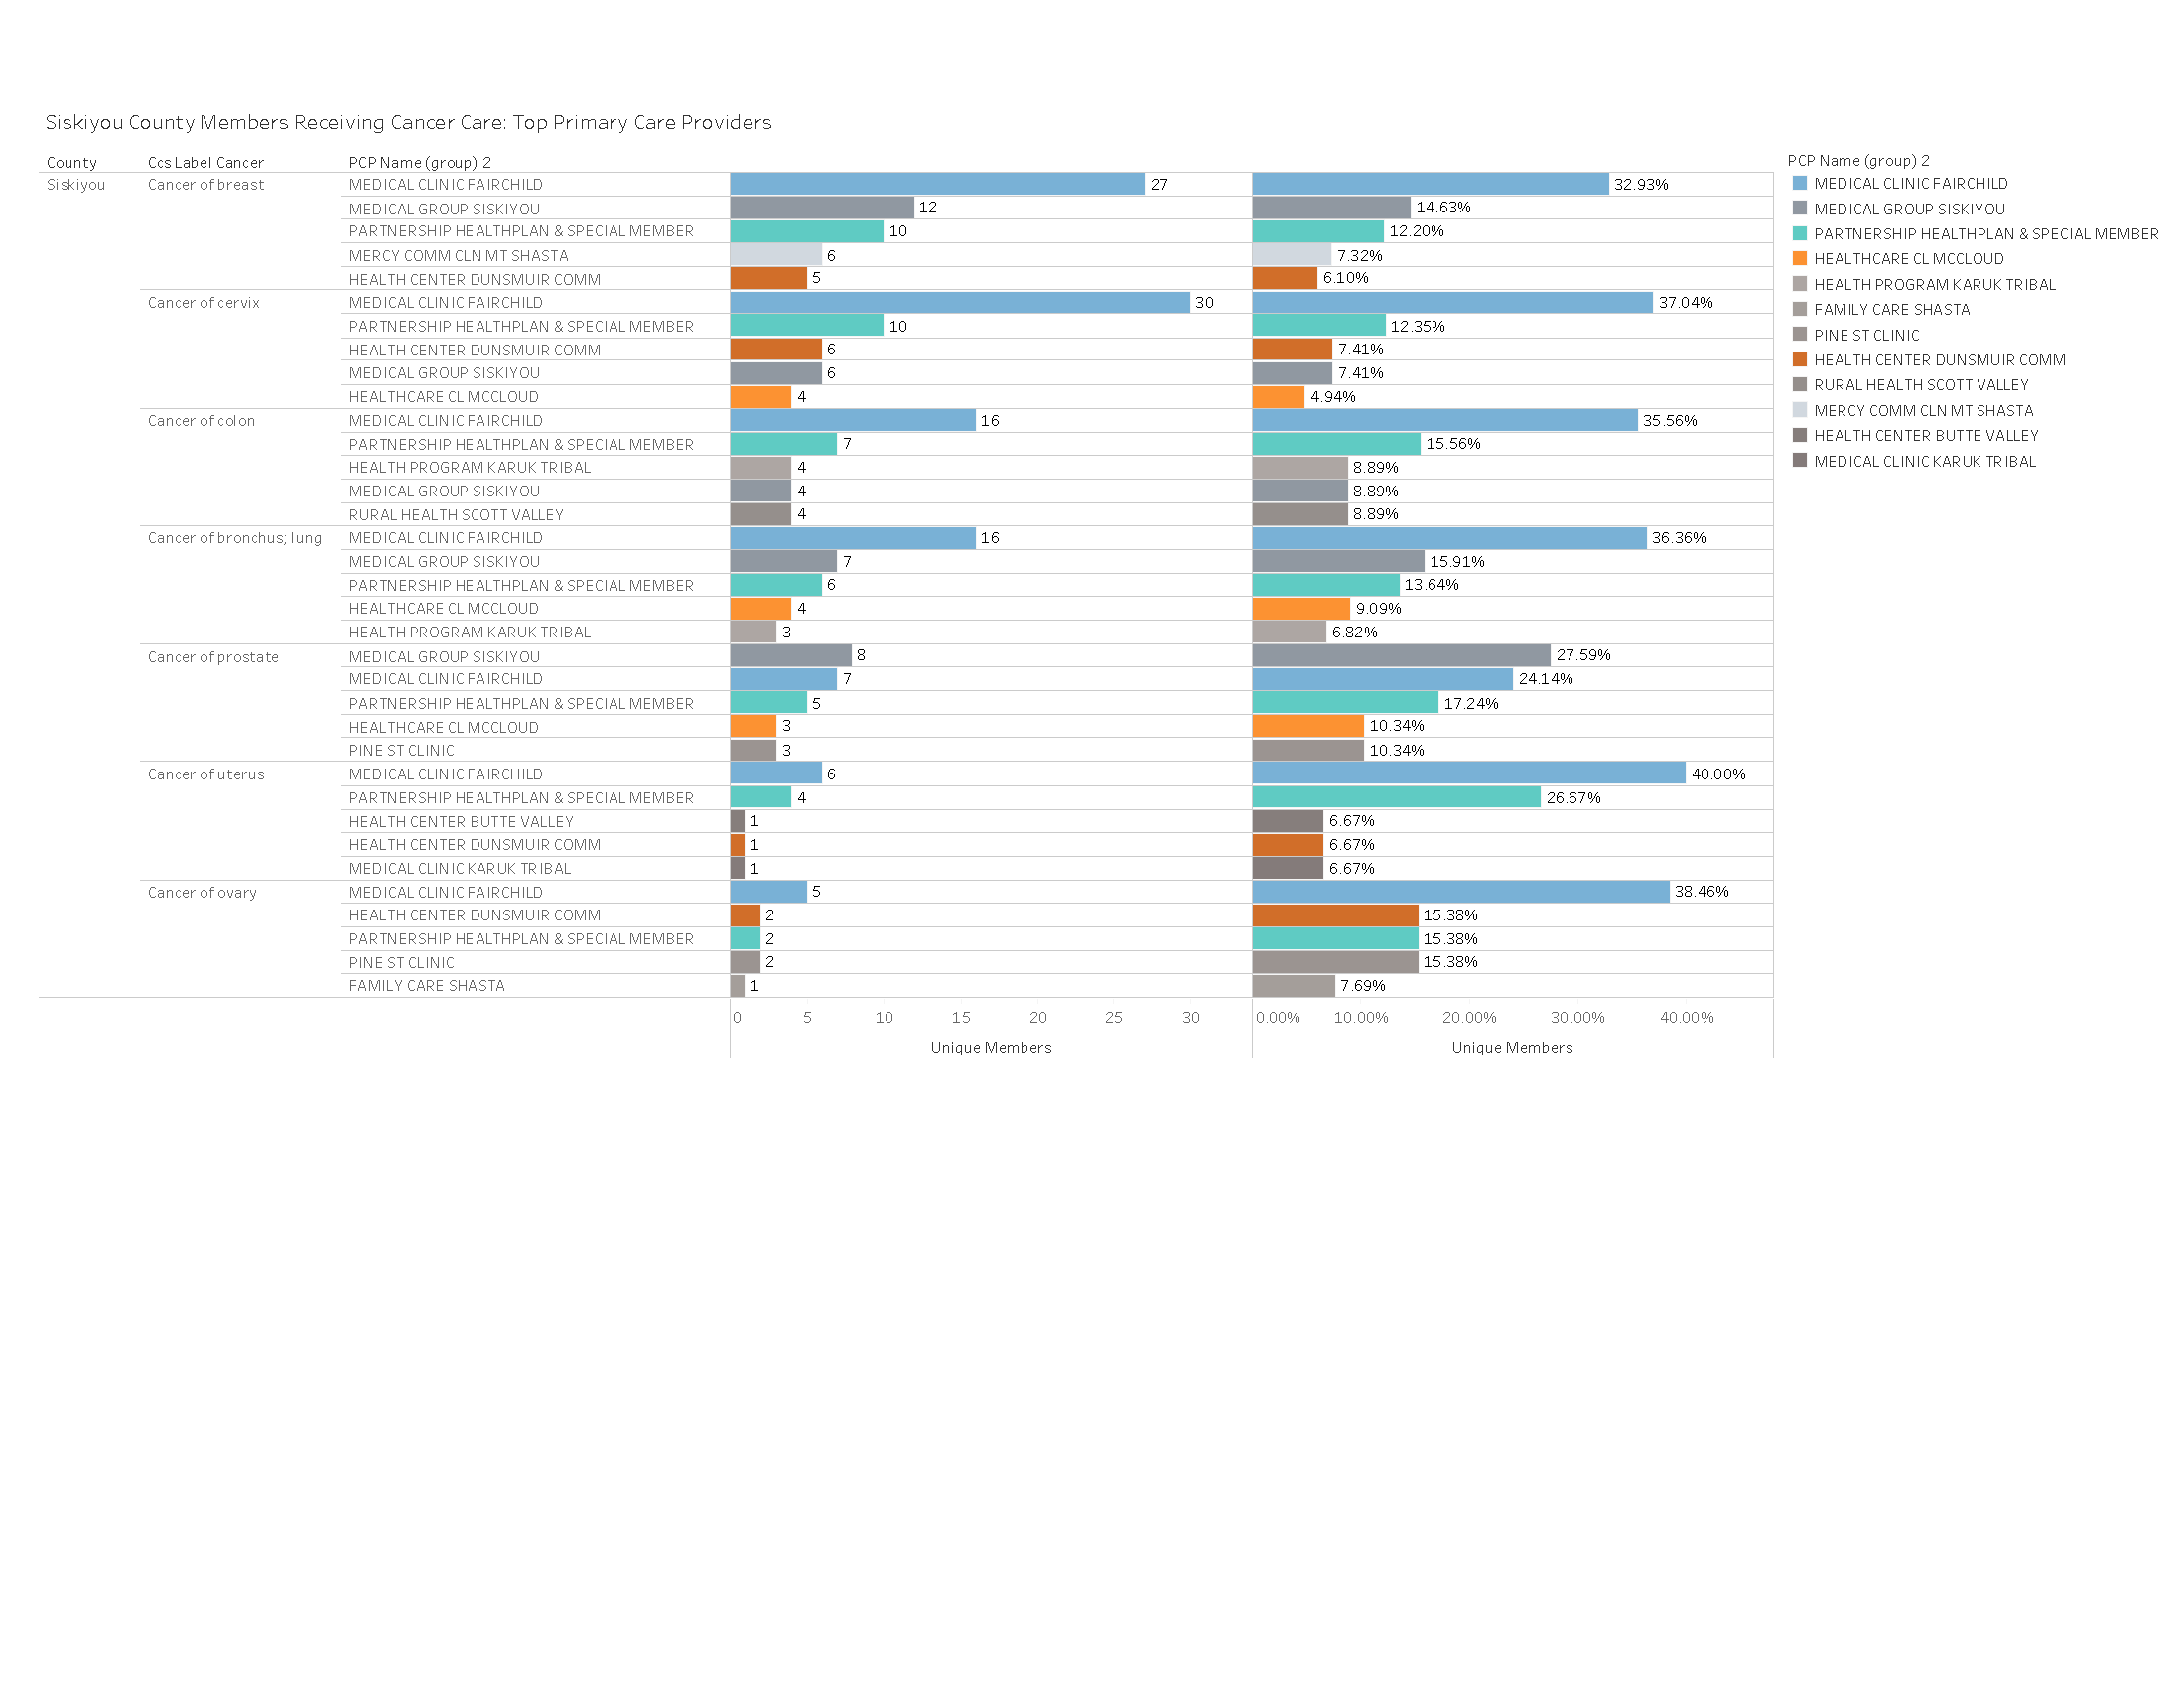 Siskiyou County Members Receiving Cancer Care: Top Primary Care Providers
County Ccs Label Cancer PCP Name (group) 2
Siskiyou Cancer of breast MEDICAL CLINIC FAIRCHILD 27 32.93%
MEDICAL GROUP SISKIYOU 12 14.63%
PARTNERSHIP HEALTHPLAN & SPECIAL MEMBER 10 12.20%
MERCY COMM CLN MT SHASTA 6 7.32%
HEALTH CENTER DUNSMUIR COMM 5 6.10%
Cancer of cervix MEDICAL CLINIC FAIRCHILD 30 37.04%
PARTNERSHIP HEALTHPLAN & SPECIAL MEMBER 10 12.35%
HEALTH CENTER DUNSMUIR COMM 6 7.41%
MEDICAL GROUP SISKIYOU 6 7.41%
HEALTHCARE CL MCCLOUD 4 4.94%
Cancer of colon MEDICAL CLINIC FAIRCHILD 16 35.56%
PARTNERSHIP HEALTHPLAN & SPECIAL MEMBER 7 15.56%
HEALTH PROGRAM KARUK TRIBAL 4 8.89%
MEDICAL GROUP SISKIYOU 4 8.89%
RURAL HEALTH SCOTT VALLEY 4 8.89%
Cancer of bronchus; lung MEDICAL CLINIC FAIRCHILD 16 36.36%
MEDICAL GROUP SISKIYOU 7 15.91%
PARTNERSHIP HEALTHPLAN & SPECIAL MEMBER 6 13.64%
HEALTHCARE CL MCCLOUD 4 9.09%
HEALTH PROGRAM KARUK TRIBAL 3 6.82%
Cancer of prostate MEDICAL GROUP SISKIYOU 8 27.59%
MEDICAL CLINIC FAIRCHILD 7 24.14%
PARTNERSHIP HEALTHPLAN & SPECIAL MEMBER 5 17.24%
HEALTHCARE CL MCCLOUD 3 10.34%
PINE ST CLINIC 3 10.34%
Cancer of uterus MEDICAL CLINIC FAIRCHILD 6 40.00%
PARTNERSHIP HEALTHPLAN & SPECIAL MEMBER 4 26.67%
HEALTH CENTER BUTTE VALLEY 1 6.67%
HEALTH CENTER DUNSMUIR COMM 1 6.67%
MEDICAL CLINIC KARUK TRIBAL 1 6.67%
Cancer of ovary MEDICAL CLINIC FAIRCHILD 5 38.46%
HEALTH CENTER DUNSMUIR COMM 2 15.38%
PARTNERSHIP HEALTHPLAN & SPECIAL MEMBER 2 15.38%
PINE ST CLINIC 2 15.38%
FAMILY CARE SHASTA 1 7.69%
0 5 10 15 20 25 30 0.00% 10.00% 20.00% 30.00% 40.00%
Unique Members Unique Members
PCP Name (group) 2
MEDICAL CLINIC FAIRCHILD
MEDICAL GROUP SISKIYOU
PARTNERSHIP HEALTHPLAN & SPECIAL MEMBER
HEALTHCARE CL MCCLOUD
HEALTH PROGRAM KARUK TRIBAL
FAMILY CARE SHASTA
PINE ST CLINIC
HEALTH CENTER DUNSMUIR COMM
RURAL HEALTH SCOTT VALLEY
MERCY COMM CLN MT SHASTA
HEALTH CENTER BUTTE VALLEY
MEDICAL CLINIC KARUK TRIBAL